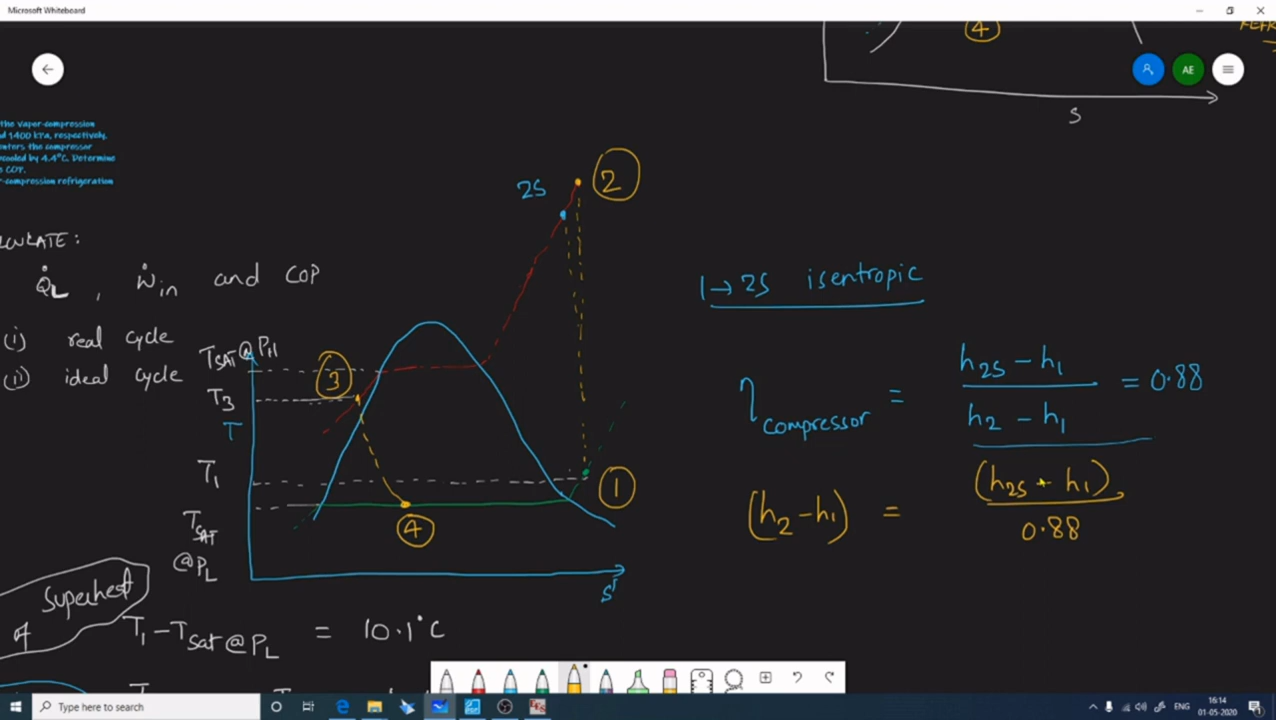 Microsoft Whiteboard
④
S
AE
the vapor-compression
d 1400 kPa, respectively.
enters the compressor
cooled by 4.4°C. Determine
COP.
r-compression refrigeration
CALCULATE:
Q̇L , Ẇin and COP
(i) real cycle
(ii) ideal cycle
2S
②
TSAT@PH
③
T3
T
T1
①
TSAT
@PL
④
S
1→2S isentropic
ηcompressor = (h2S − h1) / (h2 − h1) = 0.88
(h2 − h1) = (h2S − h1) / 0.88
Superheat
T1 − Tsat@PL = 10.1°C
Type here to search
ENG
16:14
01-05-2020